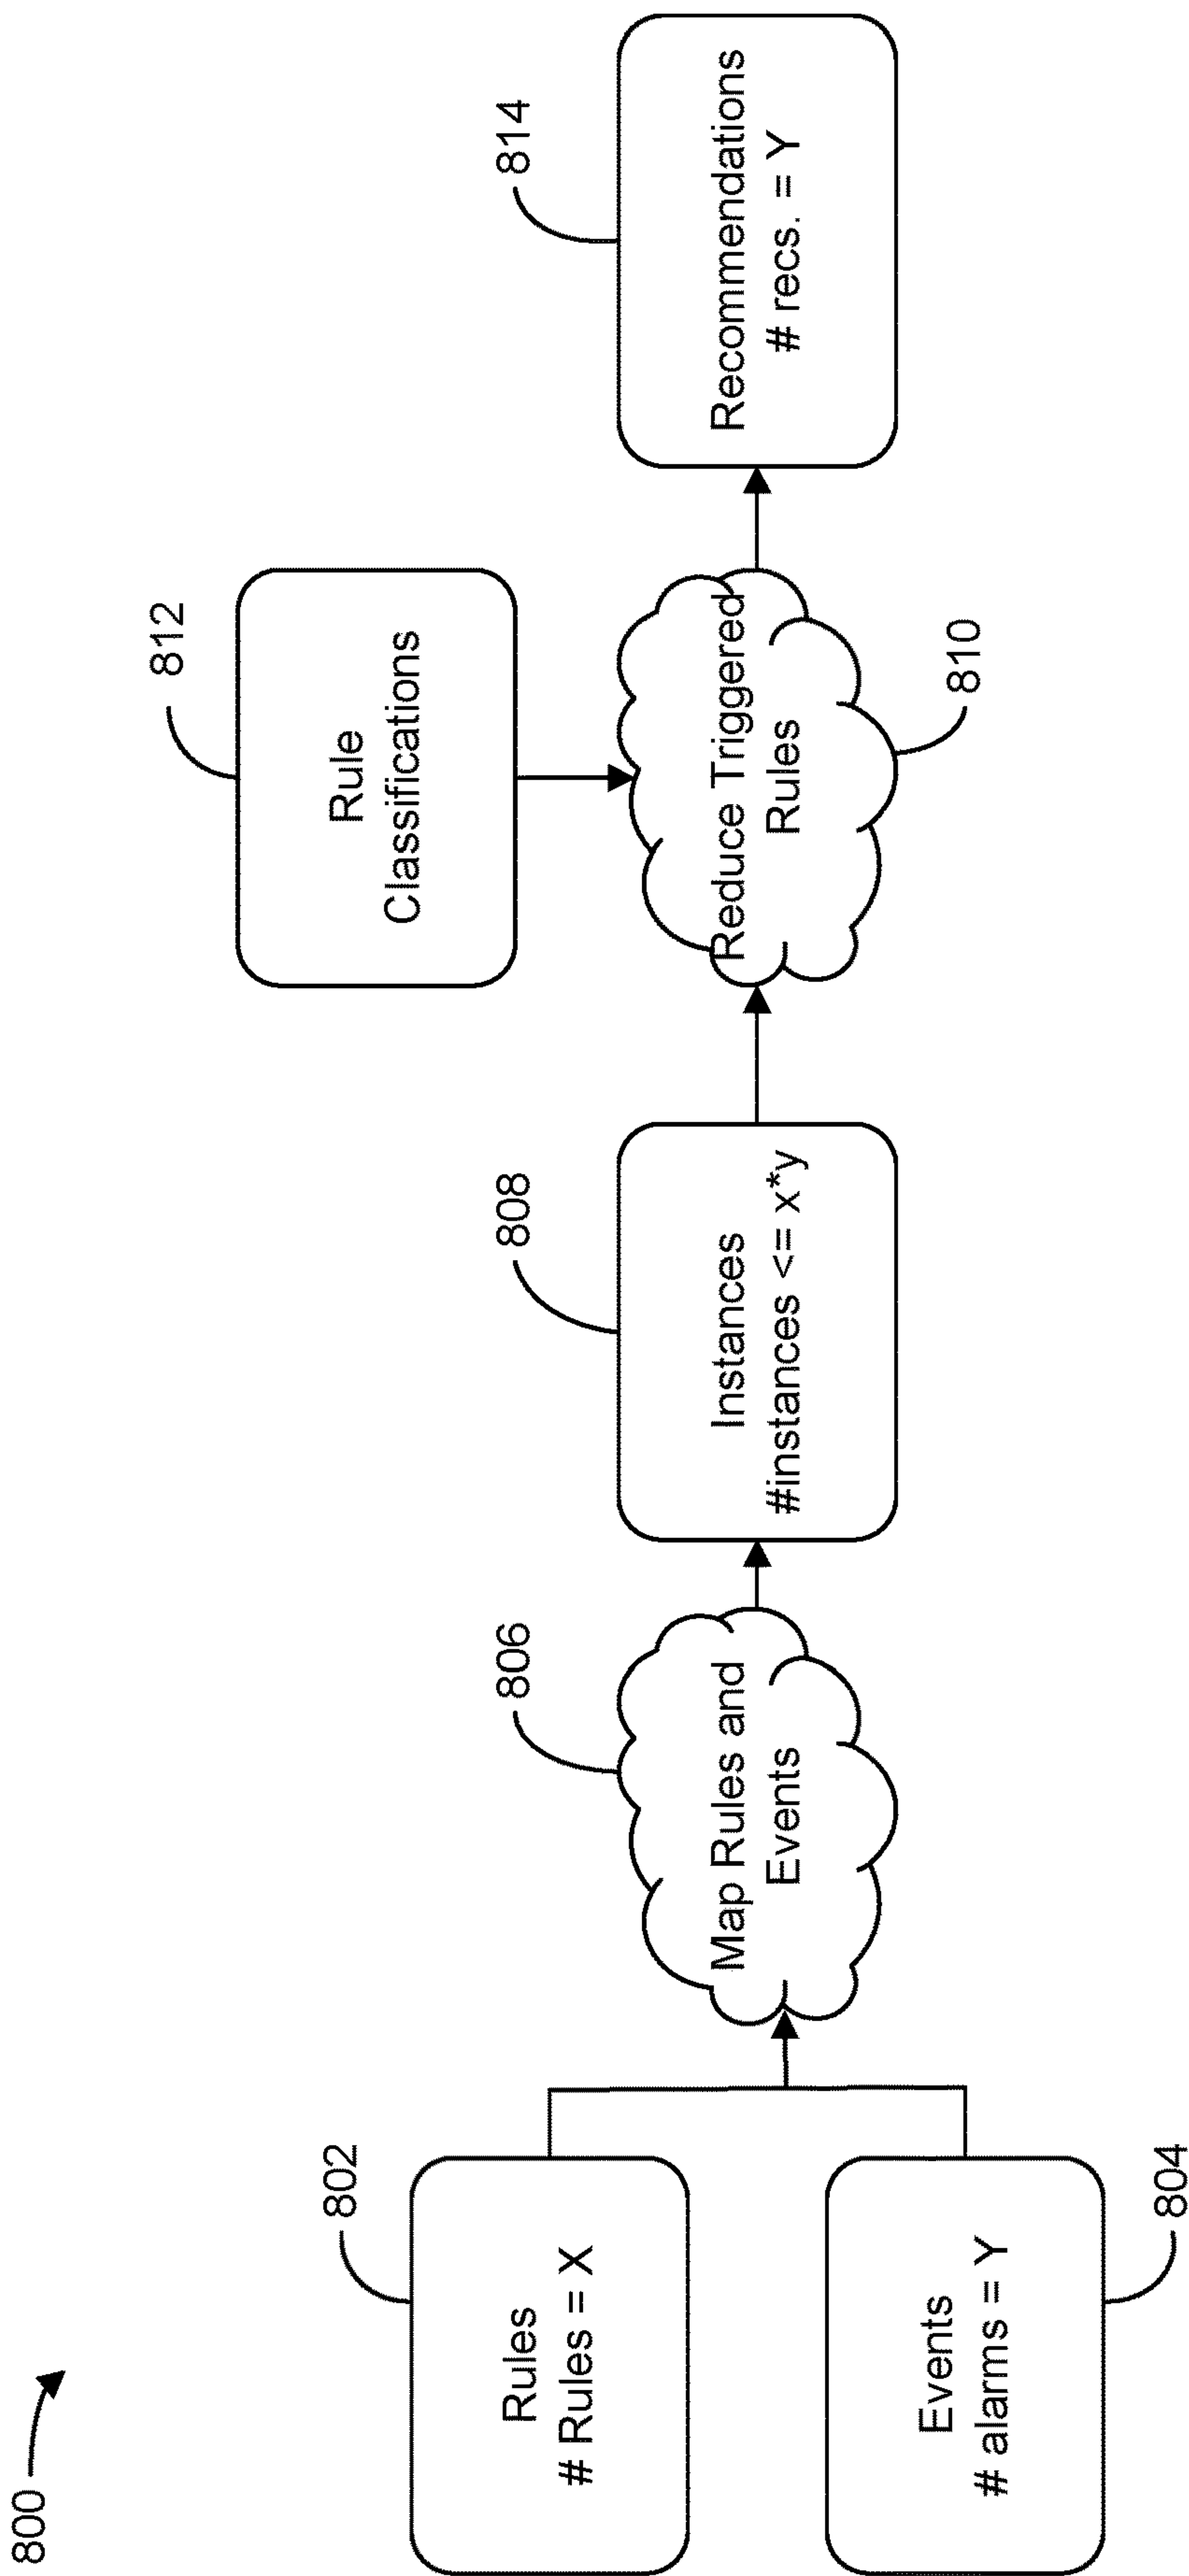 800
802
Rules
# Rules = X
804
Events
# alarms = Y
806
Map Rules and
Events
808
Instances
#instances <= x*y
812
Rule
Classifications
Reduce Triggered
Rules
810
814
Recommendations
# recs. = Y